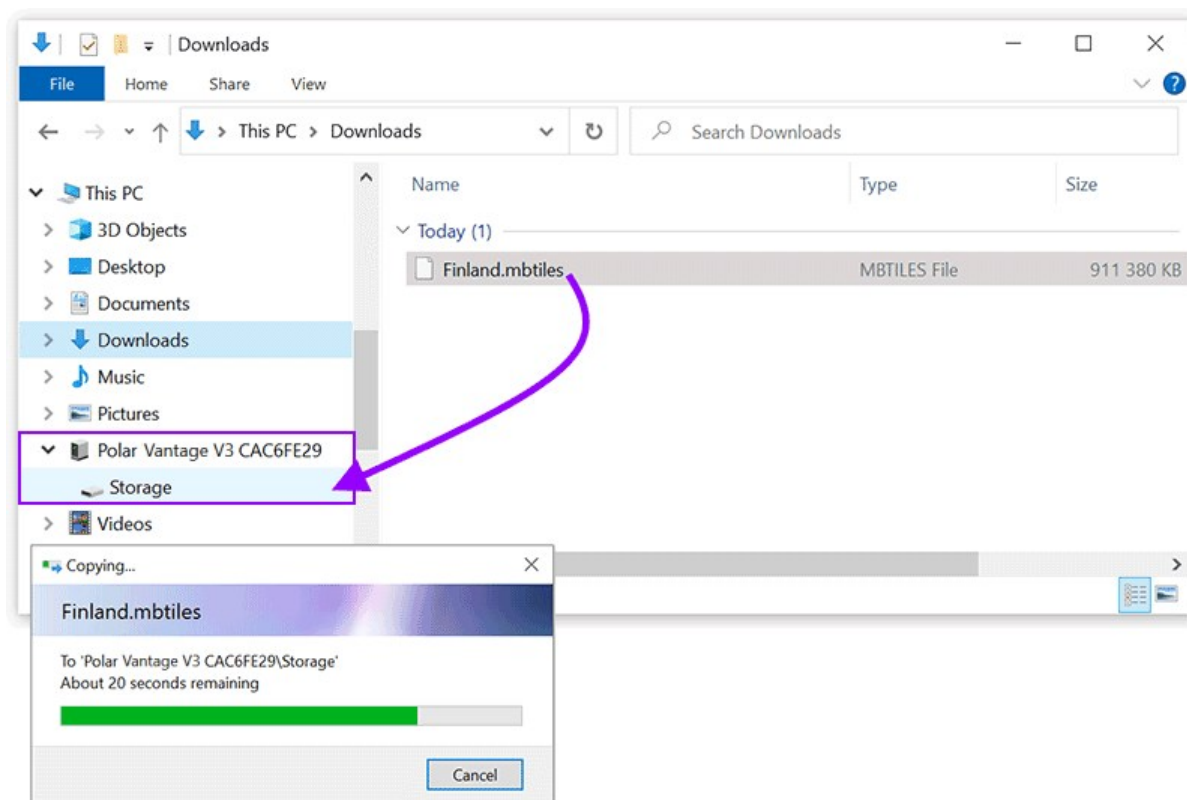 Downloads
File Home Share View
This PC > Downloads Search Downloads
This PC
3D Objects
Desktop
Documents
Downloads
Music
Pictures
Polar Vantage V3 CAC6FE29
Storage
Videos
Name Type Size
Today (1)
Finland.mbtiles MBTILES File 911 380 KB
Copying...
Finland.mbtiles
To 'Polar Vantage V3 CAC6FE29\Storage'
About 20 seconds remaining
Cancel